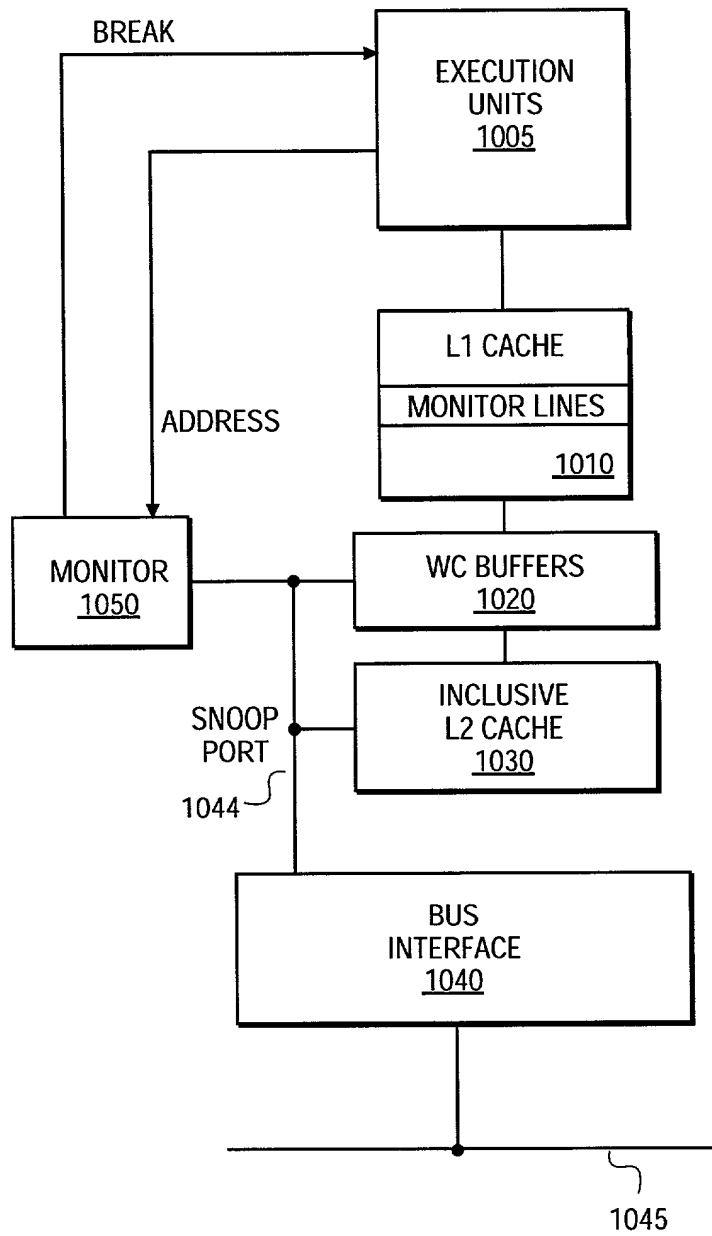 BREAK
EXECUTION
UNITS
1005
L1 CACHE
MONITOR LINES
1010
ADDRESS
MONITOR
1050
WC BUFFERS
1020
INCLUSIVE
L2 CACHE
1030
SNOOP
PORT
1044
BUS
INTERFACE
1040
1045